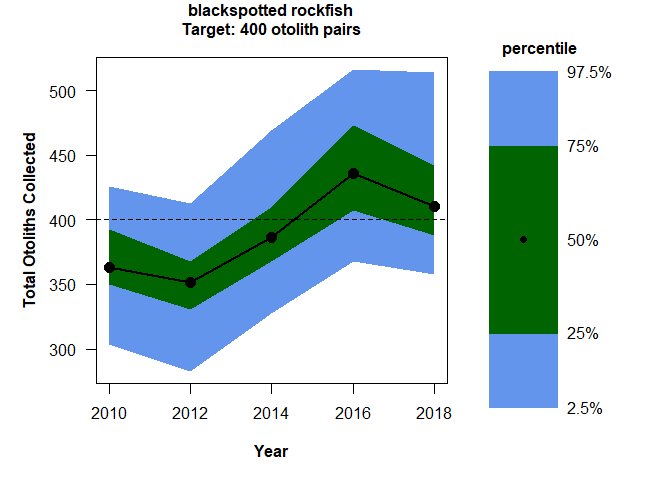 blackspotted rockfish
Target: 400 otolith pairs
percentile
97.5%
75%
50%
25%
2.5%
Total Otoliths Collected
500
450
400
350
300
2010 2012 2014 2016 2018
Year